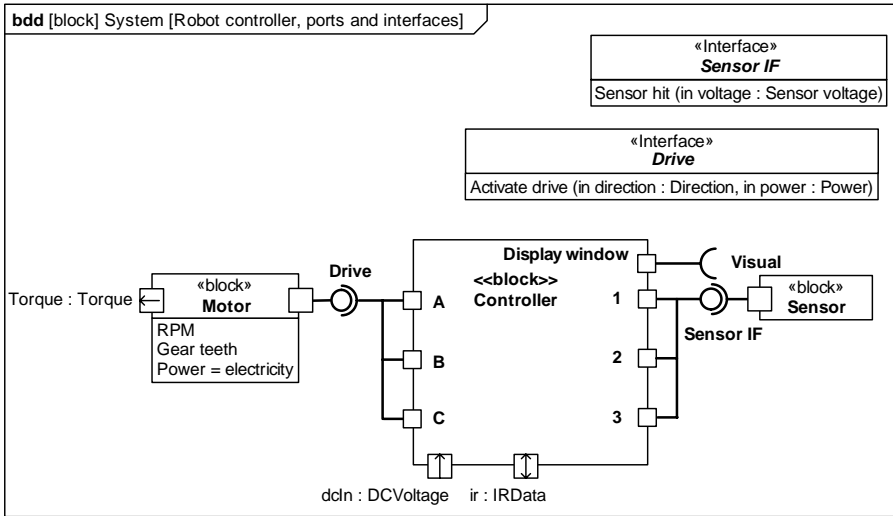 bdd [block] System [Robot controller, ports and interfaces]
«Interface»
Sensor IF
Sensor hit (in voltage : Sensor voltage)
«Interface»
Drive
Activate drive (in direction : Direction, in power : Power)
Torque : Torque
«block»
Motor
RPM
Gear teeth
Power = electricity
Drive
Display window
<<block>>
Controller
A
B
C
1
2
3
Visual
«block»
Sensor
Sensor IF
dcIn : DCVoltage
ir : IRData